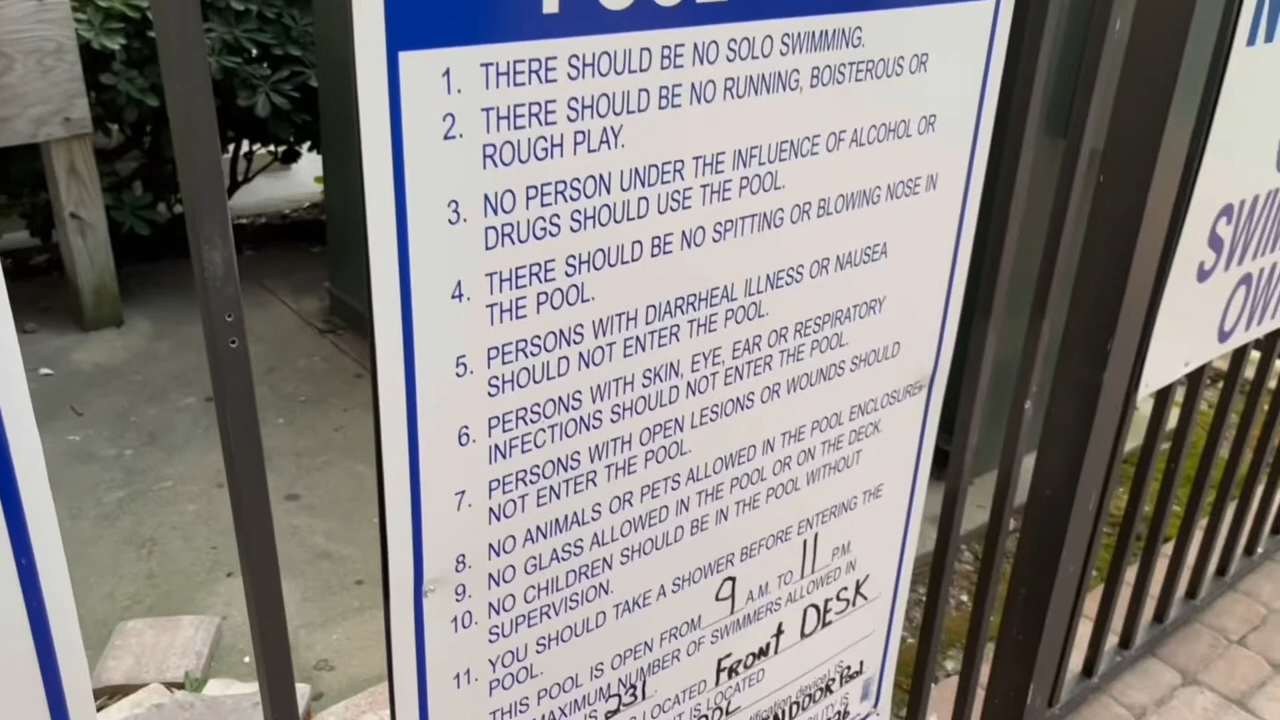 POOL
1. THERE SHOULD BE NO SOLO SWIMMING.
2. THERE SHOULD BE NO RUNNING, BOISTEROUS OR
ROUGH PLAY.
3. NO PERSON UNDER THE INFLUENCE OF ALCOHOL OR
DRUGS SHOULD USE THE POOL.
4. THERE SHOULD BE NO SPITTING OR BLOWING NOSE IN
THE POOL.
5. PERSONS WITH DIARRHEAL ILLNESS OR NAUSEA
SHOULD NOT ENTER THE POOL.
6. PERSONS WITH SKIN, EYE, EAR OR RESPIRATORY
INFECTIONS SHOULD NOT ENTER THE POOL.
7. PERSONS WITH OPEN LESIONS OR WOUNDS SHOULD
NOT ENTER THE POOL.
8. NO ANIMALS OR PETS ALLOWED IN THE POOL ENCLOSURE.
9. NO GLASS ALLOWED IN THE POOL OR ON THE DECK.
10. NO CHILDREN SHOULD BE IN THE POOL WITHOUT
SUPERVISION.
11. YOU SHOULD TAKE A SHOWER BEFORE ENTERING THE
POOL.
THIS POOL IS OPEN FROM 9 A.M. TO 11 P.M.
MAXIMUM NUMBER OF SWIMMERS ALLOWED IN
IS 231
LOCATED FRONT DESK
IT IS LOCATED
IS
INDOOR POOL
IS
SWIM
OWN